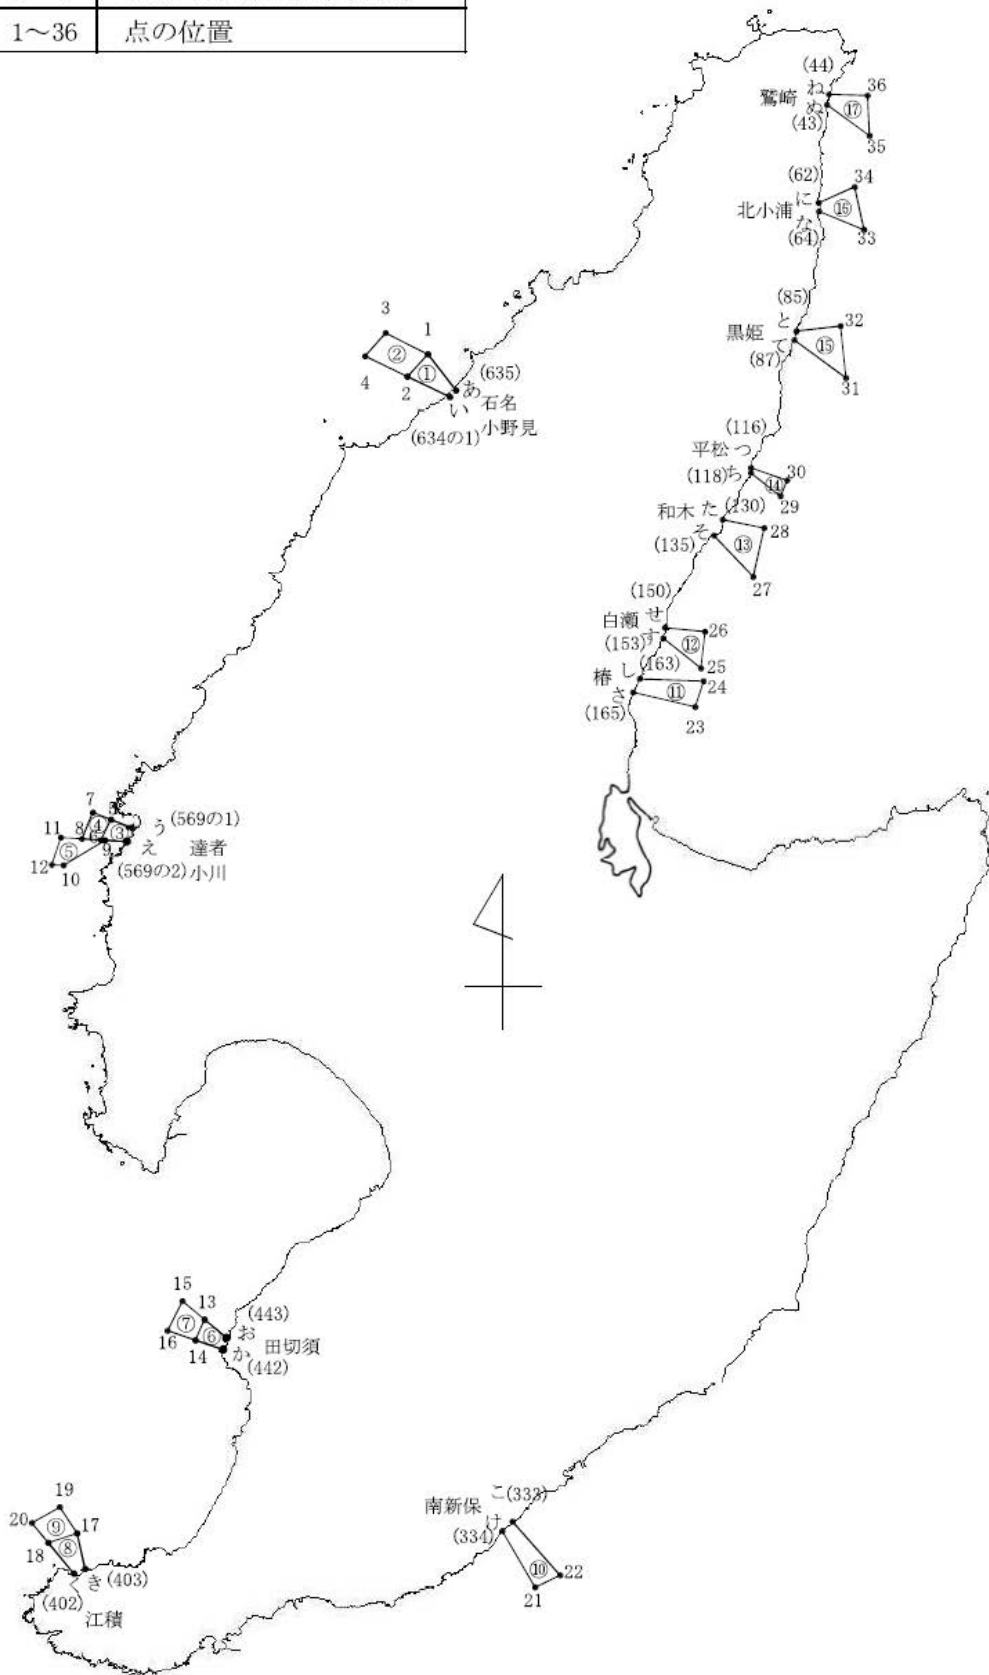 1～36 点の位置
(44)
ね
36
鷲崎
ぬ
⑰
(43)
35
(62)
34
に
北小浦
⑯
な
(64)
33
(85)
と
32
黒姫
て
⑮
(87)
31
3
1
②
4
①
2
(635)
あ
い
石名
(634の1)
小野見
(116)
平松 つ
30
(118) ち
⑭
29
和木 た (130)
そ
28
(135)
⑬
27
(150)
白瀬 せ
26
(153) す
⑫
25
し (163)
椿
24
さ
⑪
(165)
23
7
④
う (569の1)
11
8
6
③
え 達者
⑤
9
12
10
(569の2) 小川
15
13
(443)
⑦
⑥
お
16
14
か
田切須
(442)
19
20
⑨
17
18
⑧
き (403)
く
(402)
江積
こ (333)
南新保
け
(334)
⑩
22
21